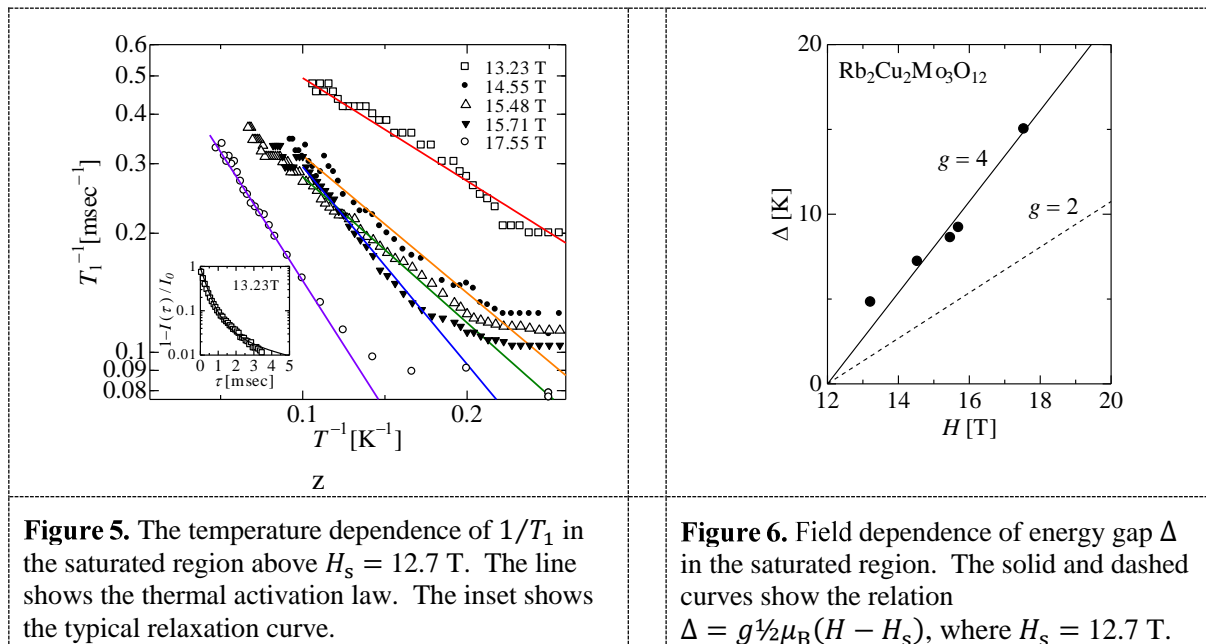 0.6
0.5
0.4
0.3
0.2
0.1
0.09
0.08
T₁⁻¹[msec⁻¹]
13.23 T
14.55 T
15.48 T
15.71 T
17.55 T
1
0.1
0.01
1−I(τ)/I₀
13.23T
0 1 2 3 4 5
τ[msec]
0.1 0.2
T⁻¹[K⁻¹]
z
Figure 5. The temperature dependence of 1/T₁ in
the saturated region above Hₛ = 12.7 T. The line
shows the thermal activation law. The inset shows
the typical relaxation curve.
20
10
0
Δ [K]
Rb₂Cu₂Mo₃O₁₂
g = 4
g = 2
12 14 16 18 20
H [T]
Figure 6. Field dependence of energy gap Δ
in the saturated region. The solid and dashed
curves show the relation
Δ = g½μ_B(H − Hₛ), where Hₛ = 12.7 T.